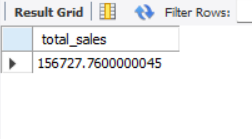 Result Grid Filter Rows:
total_sales
156727.7600000045